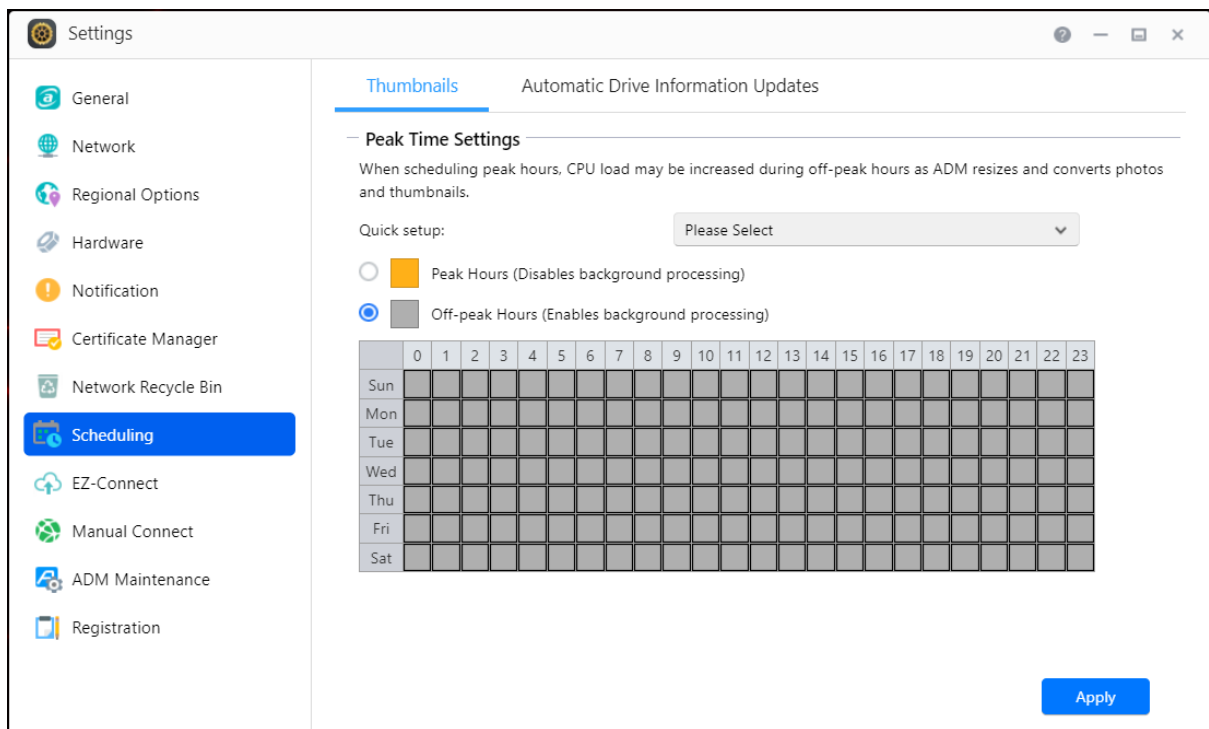 Settings
General
Network
Regional Options
Hardware
Notification
Certificate Manager
Network Recycle Bin
Scheduling
EZ-Connect
Manual Connect
ADM Maintenance
Registration
Thumbnails Automatic Drive Information Updates
Peak Time Settings
When scheduling peak hours, CPU load may be increased during off-peak hours as ADM resizes and converts photos
and thumbnails.
Quick setup: Please Select
Peak Hours (Disables background processing)
Off-peak Hours (Enables background processing)
0 1 2 3 4 5 6 7 8 9 10 11 12 13 14 15 16 17 18 19 20 21 22 23
Sun
Mon
Tue
Wed
Thu
Fri
Sat
Apply